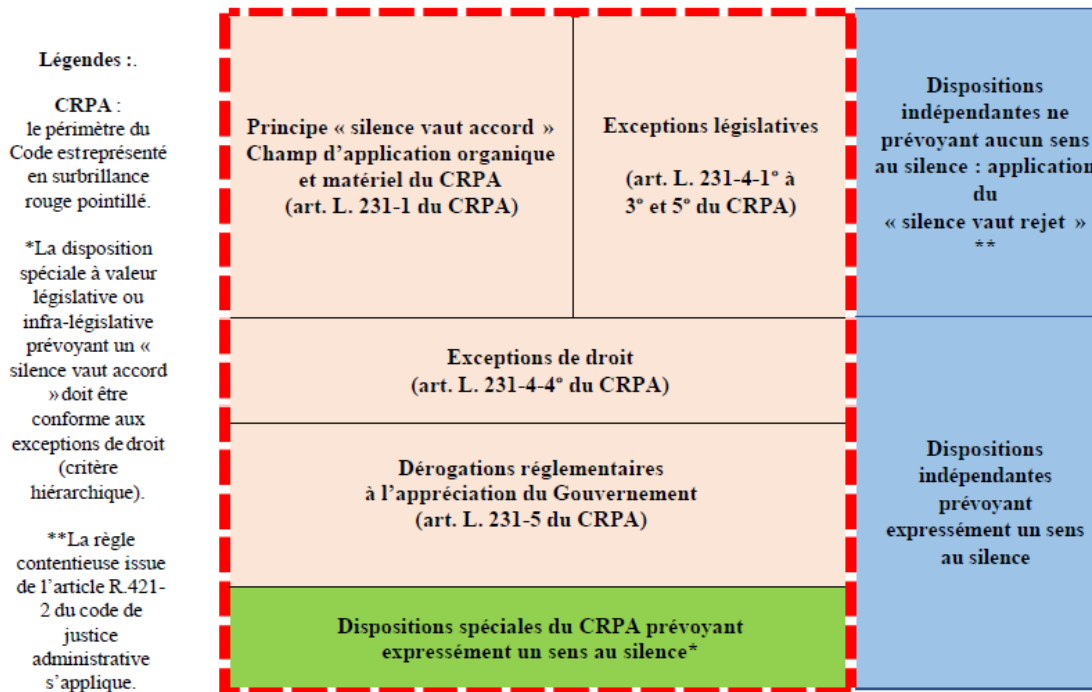 Légendes :.
CRPA :
le périmètre du
Code est représenté
en surbrillance
rouge pointillé.
*La disposition
spéciale à valeur
législative ou
infra-législative
prévoyant un «
silence vaut accord
» doit être
conforme aux
exceptions de droit
(critère
hiérarchique).
**La règle
contentieuse issue
de l’article R.421-
2 du code de
justice
administrative
s’applique.
Principe « silence vaut accord »
Champ d’application organique
et matériel du CRPA
(art. L. 231-1 du CRPA)
Exceptions législatives
(art. L. 231-4-1° à
3° et 5° du CRPA)
Dispositions
indépendantes ne
prévoyant aucun sens
au silence : application
du
« silence vaut rejet »
**
Exceptions de droit
(art. L. 231-4-4° du CRPA)
Dérogations réglementaires
à l’appréciation du Gouvernement
(art. L. 231-5 du CRPA)
Dispositions
indépendantes
prévoyant
expressément un sens
au silence
Dispositions spéciales du CRPA prévoyant
expressément un sens au silence*